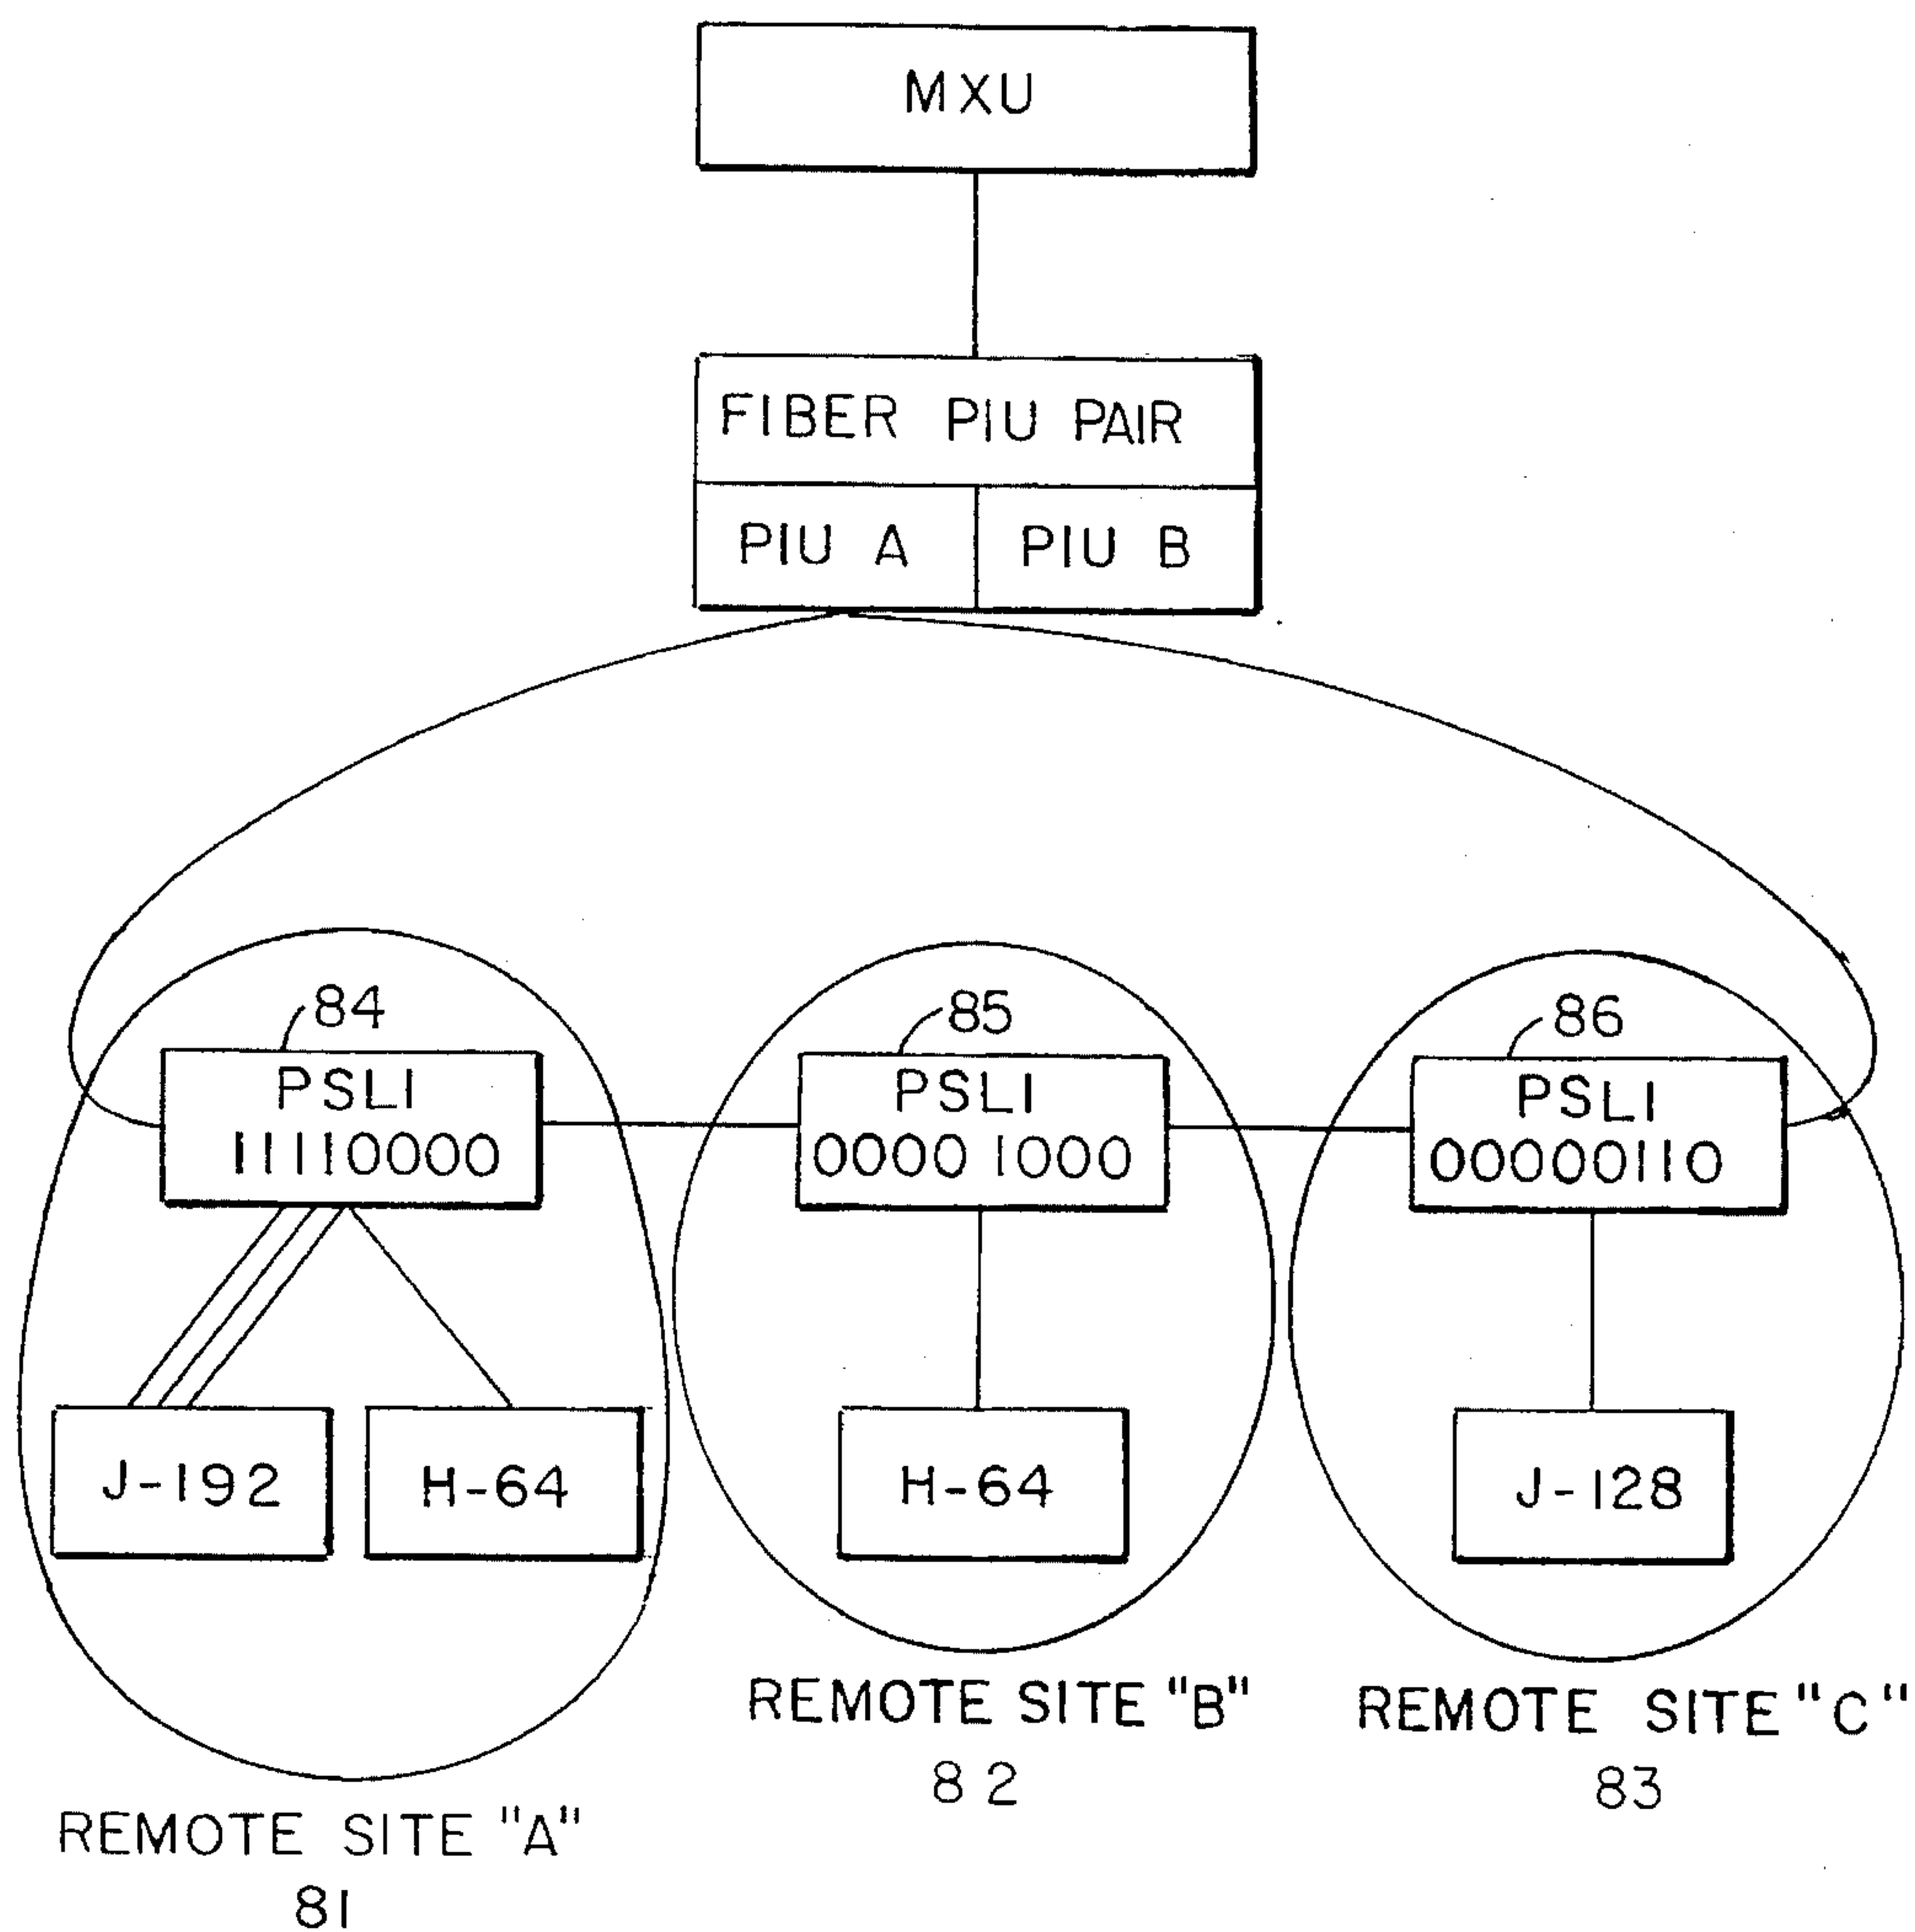 MXU
FIBER PIU PAIR
PIU A
PIU B
84
85
86
PSLI
11110000
PSLI
00001000
PSLI
00000110
J-192
H-64
H-64
J-128
REMOTE SITE "B"
82
REMOTE SITE "C"
83
REMOTE SITE "A"
81